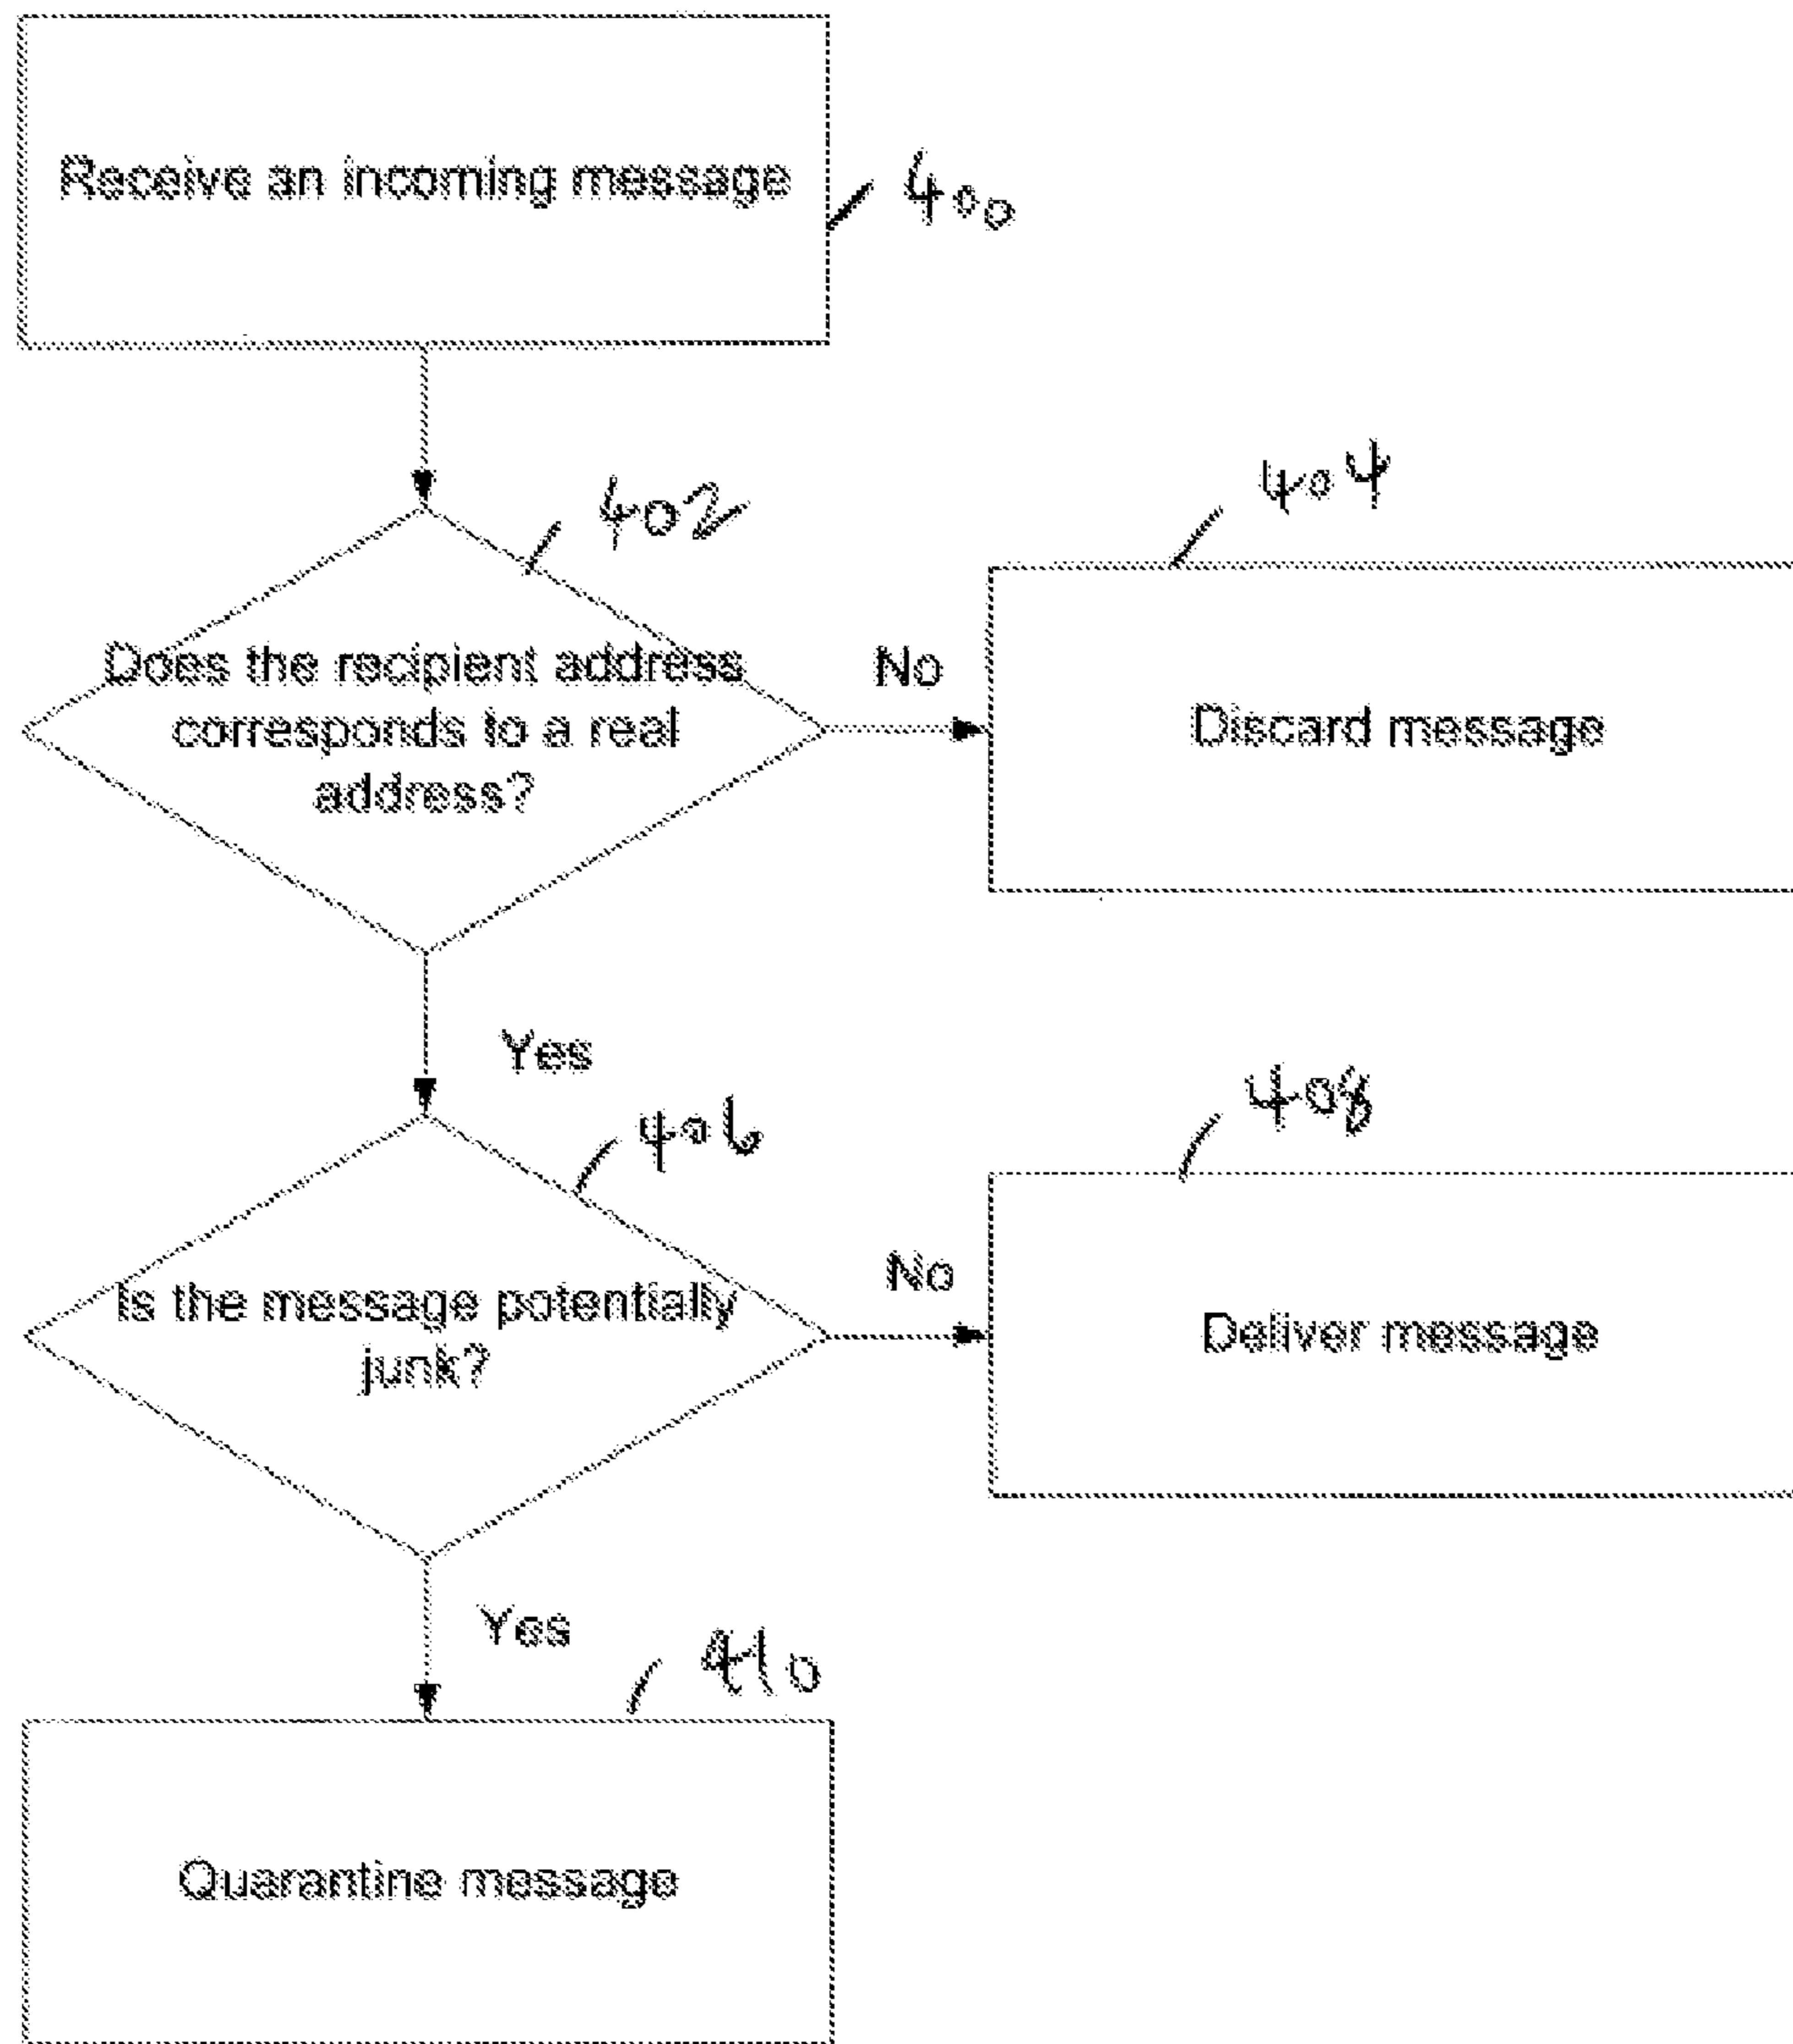 Receive an incoming message
400
402
404
Does the recipient address
corresponds to a real
address?
No
Discard message
Yes
406
408
Is the message potentially
junk?
No
Deliver message
Yes
410
Quarantine message